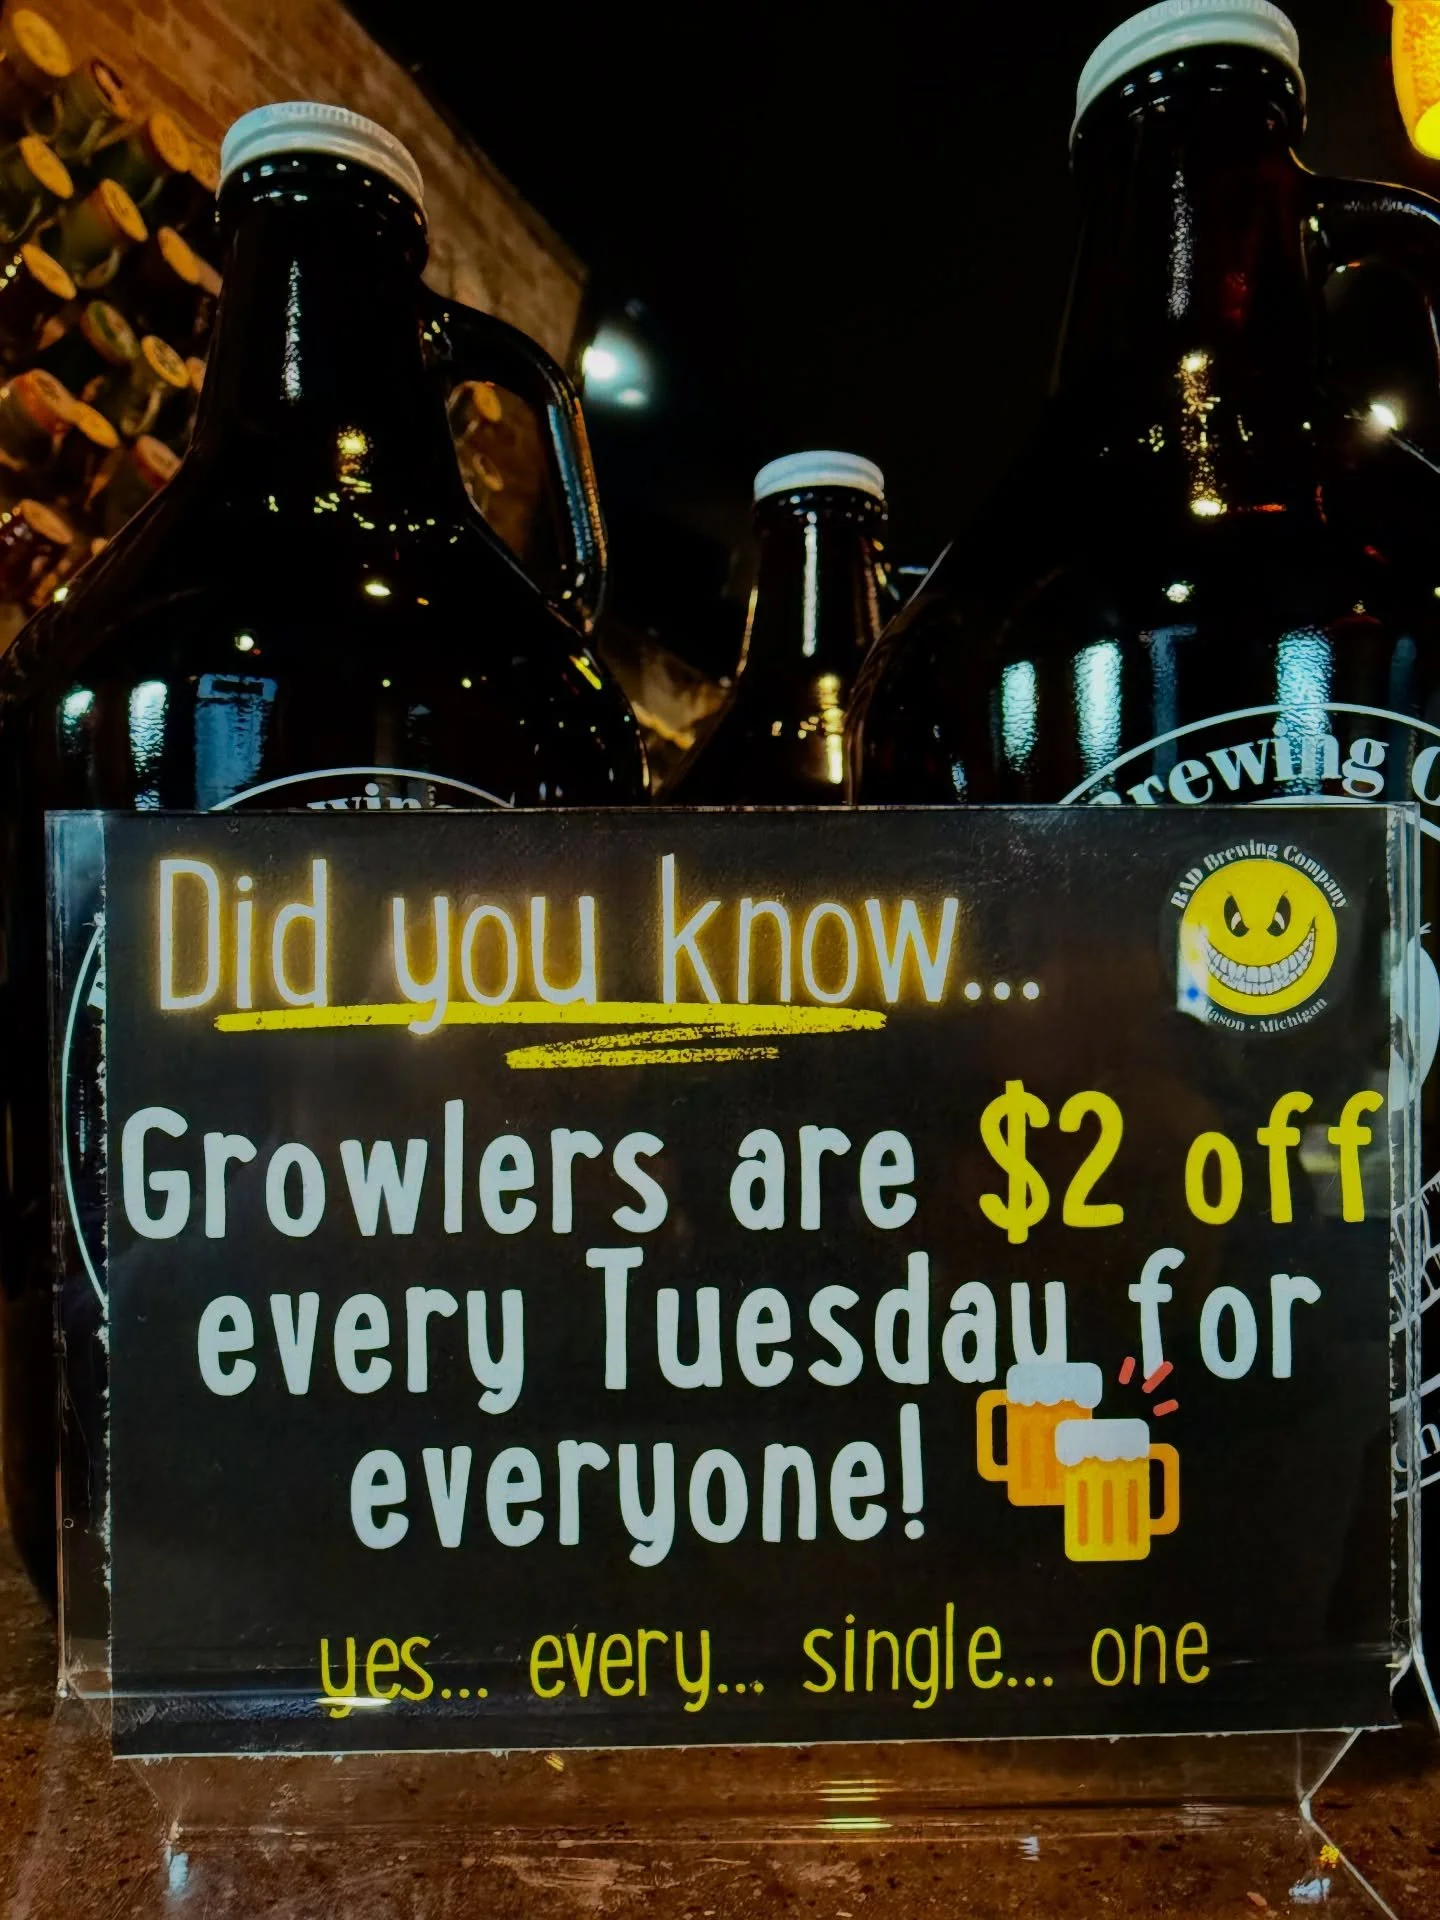 Brewing
Did you know...
BAD Brewing Company
Mason • Michigan
Growlers are $2 off
every Tuesday for
everyone!
yes... every... single... one